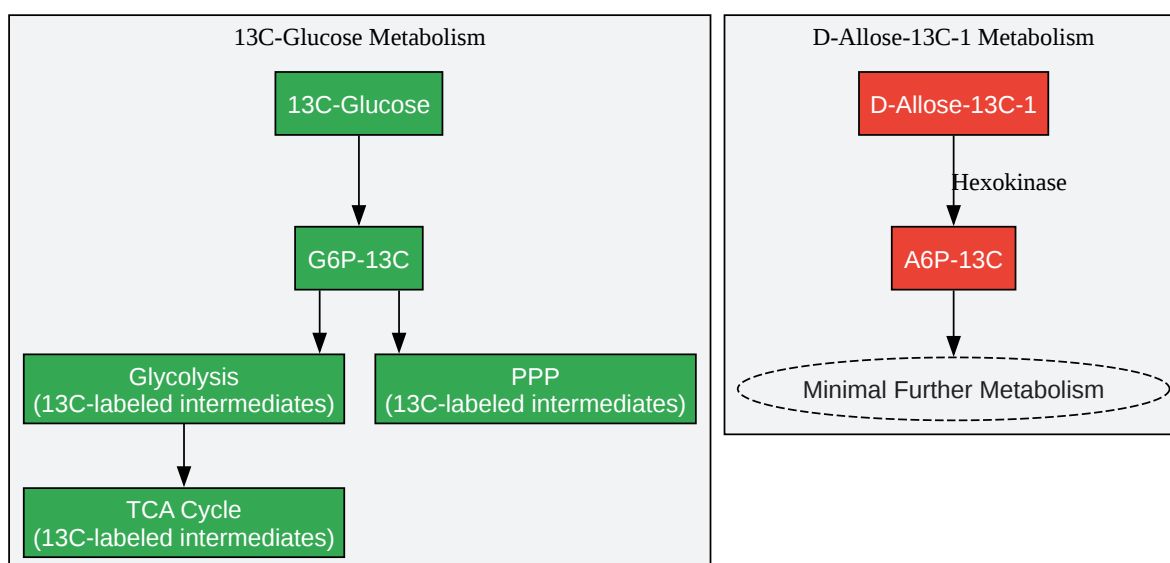 13C-Glucose Metabolism
13C-Glucose
G6P-13C
Glycolysis
(13C-labeled intermediates)
PPP
(13C-labeled intermediates)
TCA Cycle
(13C-labeled intermediates)
D-Allose-13C-1 Metabolism
D-Allose-13C-1
Hexokinase
A6P-13C
Minimal Further Metabolism